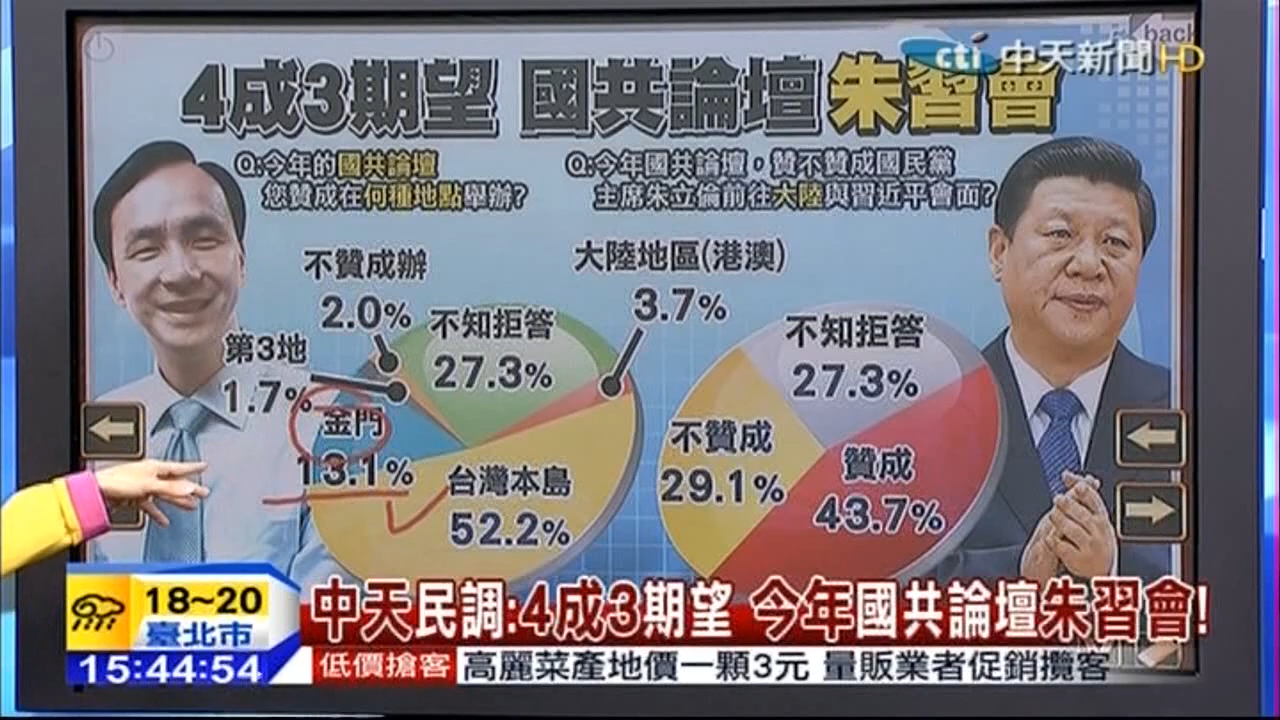 back
cti 中天新聞HD
4成3期望 國共論壇朱習會
Q:今年的國共論壇
您贊成在何種地點舉辦?
Q:今年國共論壇,贊不贊成國民黨
主席朱立倫前往大陸與習近平會面?
不贊成辦
2.0%
第3地
1.7%
金門
13.1%
不知拒答
27.3%
大陸地區(港澳)
3.7%
台灣本島
52.2%
不知拒答
27.3%
不贊成
29.1%
贊成
43.7%
18~20
臺北市
15:44:54
中天民調:4成3期望 今年國共論壇朱習會!
低價搶客 高麗菜產地價一顆3元 量販業者促銷攬客